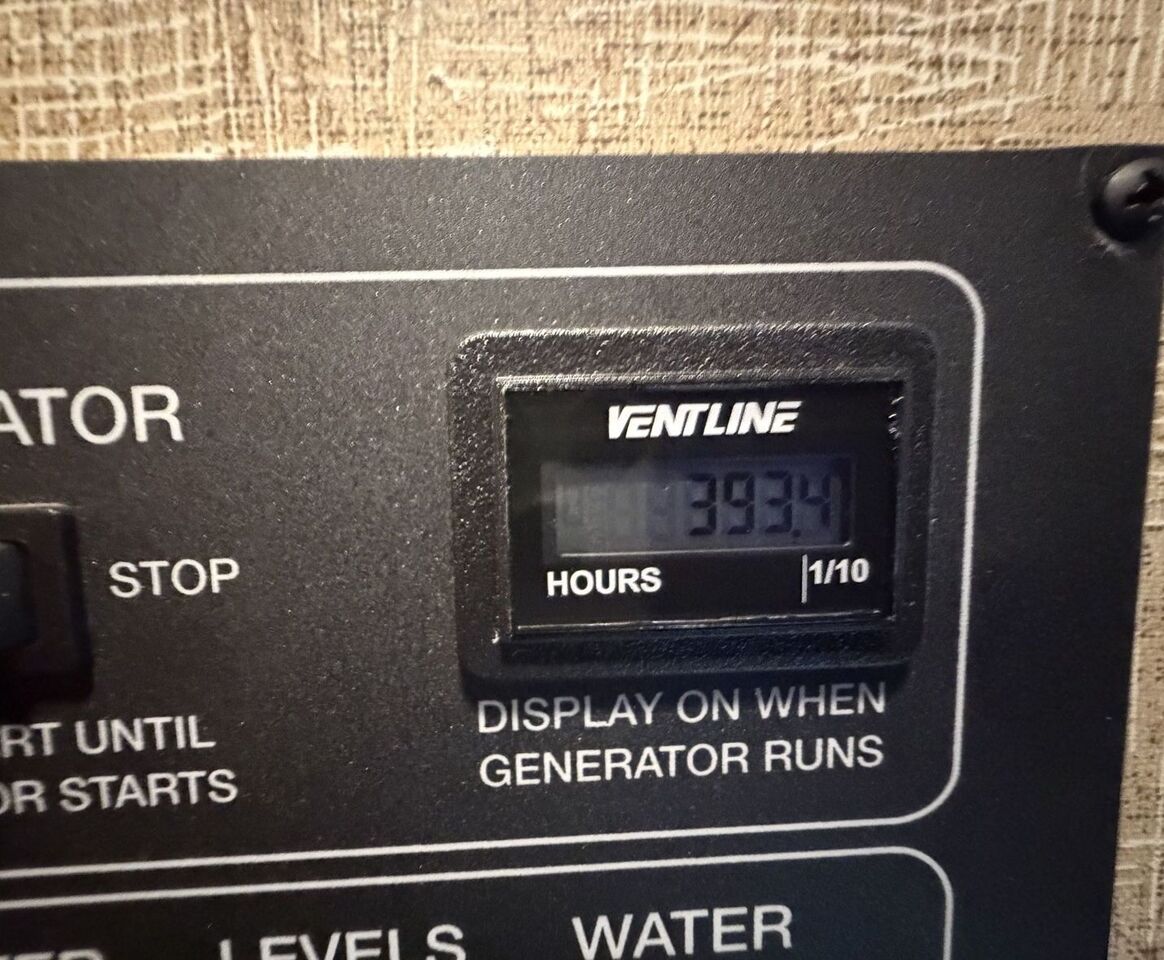 ATOR
VENTLINE
393.4
HOURS 1/10
STOP
DISPLAY ON WHEN
GENERATOR RUNS
RT UNTIL
OR STARTS
LEVELS WATER